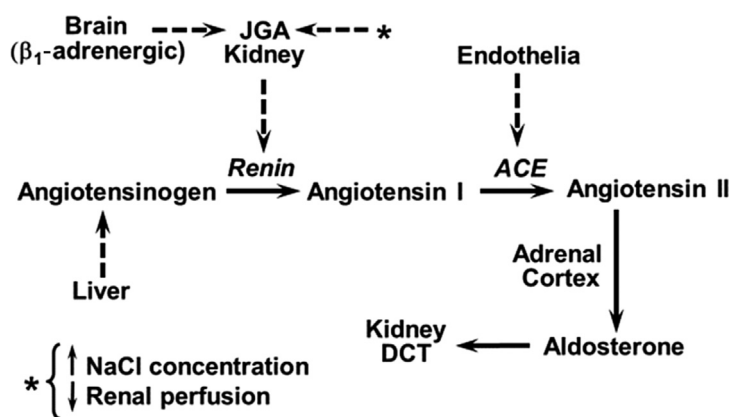 Brain
(β1-adrenergic)
JGA
Kidney
*
Endothelia
Renin
ACE
Angiotensinogen
Angiotensin I
Angiotensin II
Liver
Adrenal
Cortex
Kidney
DCT
Aldosterone
* { ↑ NaCl concentration
↓ Renal perfusion